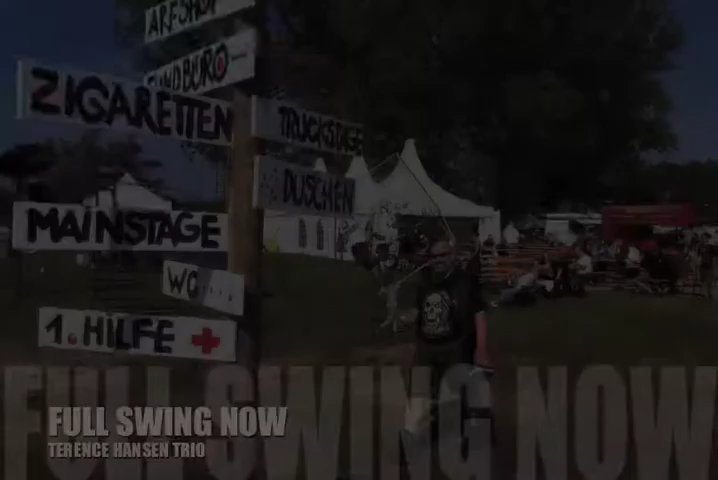 ZIGARETTEN
TRUCKSTAGE
DUSCHEN
MAINSTAGE
WC....
1. HILFE
FULL SWING NOW
FULL SWING NOW
TERENCE HANSEN TRIO